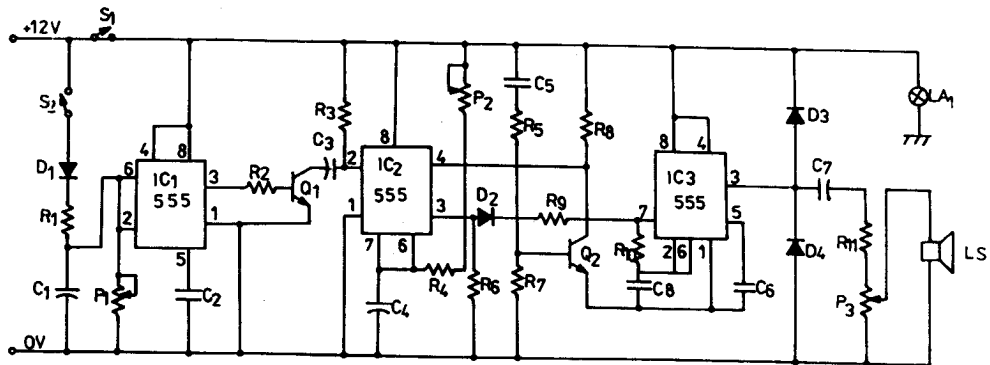 +12V
S1
S2
D1
R1
C1
P1
6
4
8
IC1
555
3
2
1
5
C2
R2
Q1
C3
R3
2
8
IC2
555
4
3
1
7
6
C4
R4
P2
D2
R6
C5
R5
R7
R8
R9
Q2
R10
C8
8
4
IC3
555
3
7
5
2
6
1
C6
D3
D4
C7
R11
P3
LA1
LS
0V